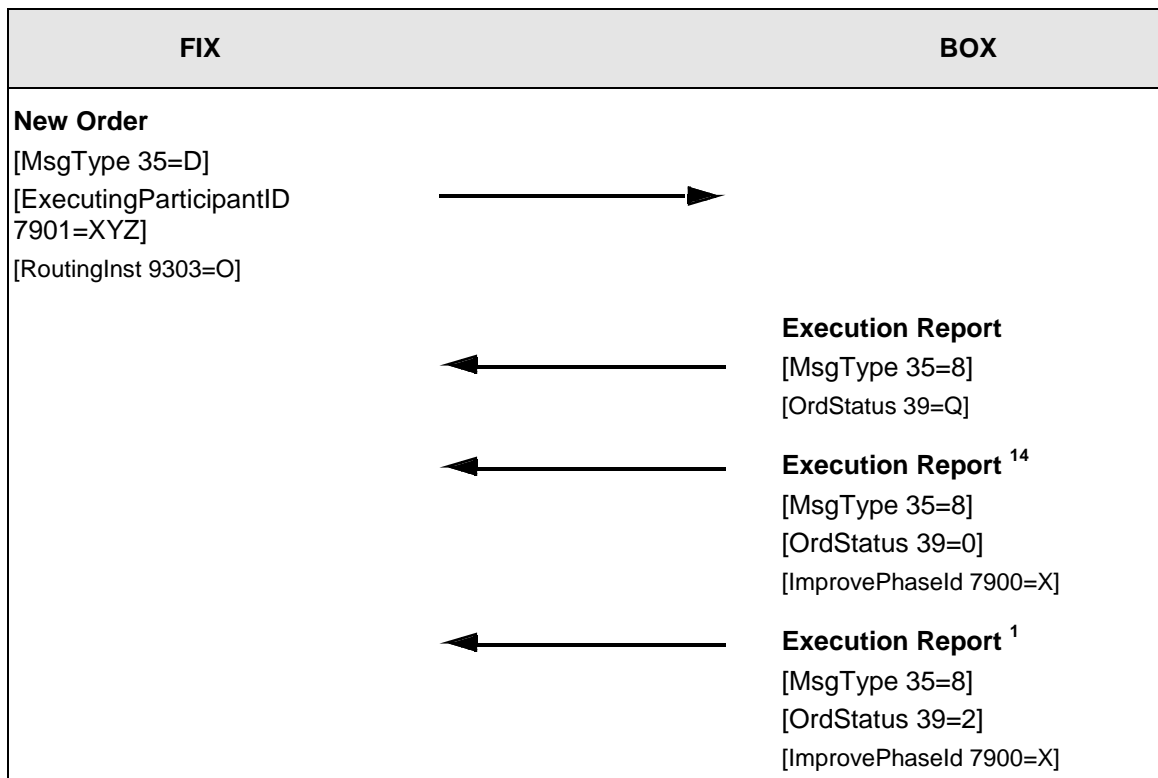 FIX
BOX
New Order
[MsgType 35=D]
[ExecutingParticipantID
7901=XYZ]
[RoutingInst 9303=O]
Execution Report
[MsgType 35=8]
[OrdStatus 39=Q]
Execution Report 14
[MsgType 35=8]
[OrdStatus 39=0]
[ImprovePhaseId 7900=X]
Execution Report 1
[MsgType 35=8]
[OrdStatus 39=2]
[ImprovePhaseId 7900=X]